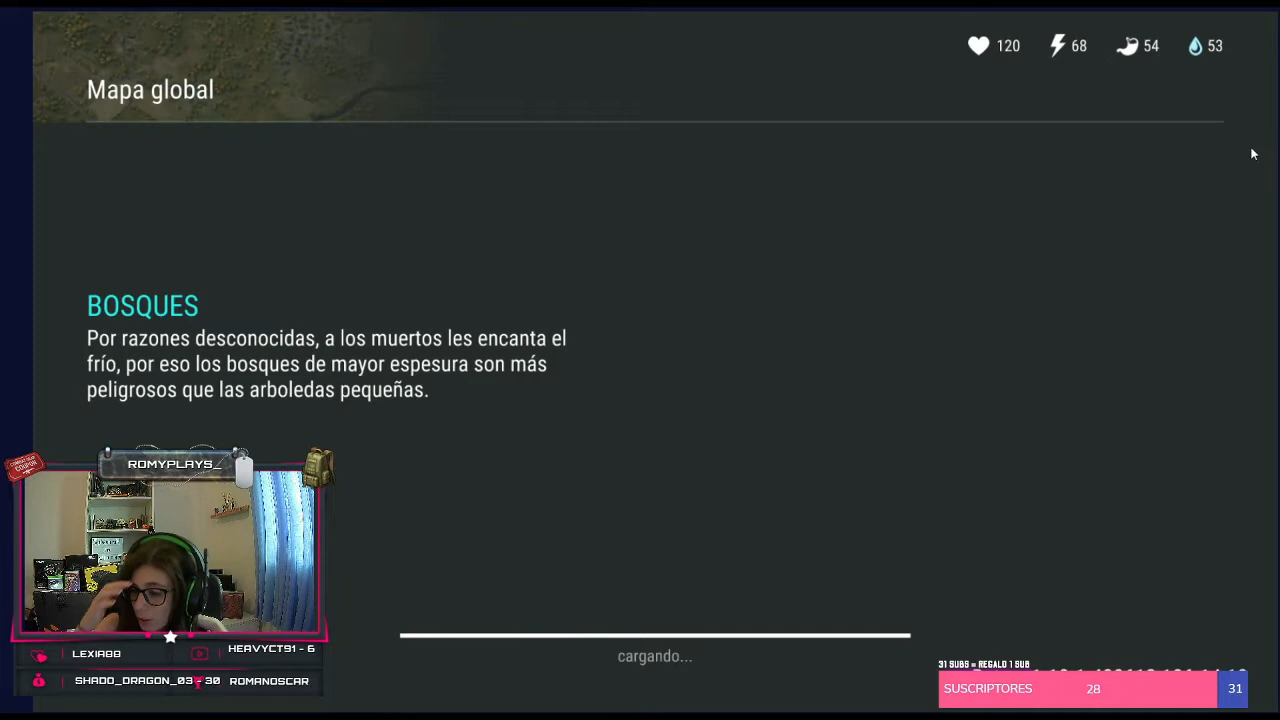 120
68
54
53
Mapa global
BOSQUES
Por razones desconocidas, a los muertos les encanta el
frío, por eso los bosques de mayor espesura son más
peligrosos que las arboledas pequeñas.
ROMYPLAYS_
LEXIA88
HEAVYCT91 - 6
SHADO_DRAGON_03 - 30
ROMANOSCAR
cargando...
31 SUBS = REGALO 1 SUB
SUSCRIPTORES
28
31